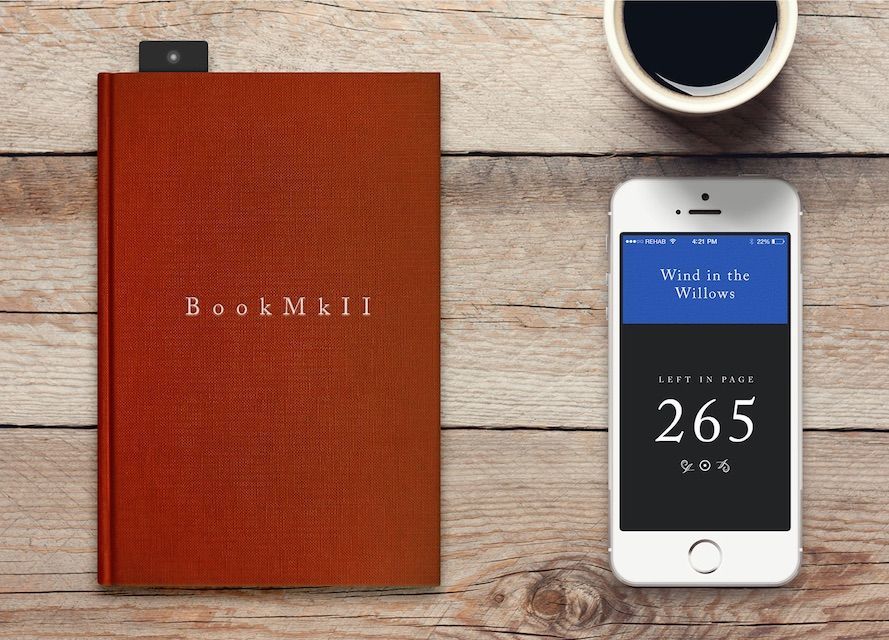 BookMkII
REHAB 4:21 PM 22%
Wind in the
Willows
LEFT IN PAGE
265